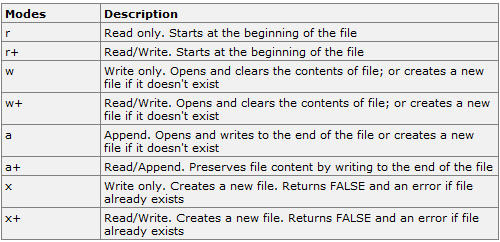 Modes Description
r Read only. Starts at the beginning of the file
r+ Read/Write. Starts at the beginning of the file
w Write only. Opens and clears the contents of file; or creates a new
file if it doesn't exist
w+ Read/Write. Opens and clears the contents of file; or creates a new
file if it doesn't exist
a Append. Opens and writes to the end of the file or creates a new
file if it doesn't exist
a+ Read/Append. Preserves file content by writing to the end of the file
x Write only. Creates a new file. Returns FALSE and an error if file
already exists
x+ Read/Write. Creates a new file. Returns FALSE and an error if file
already exists